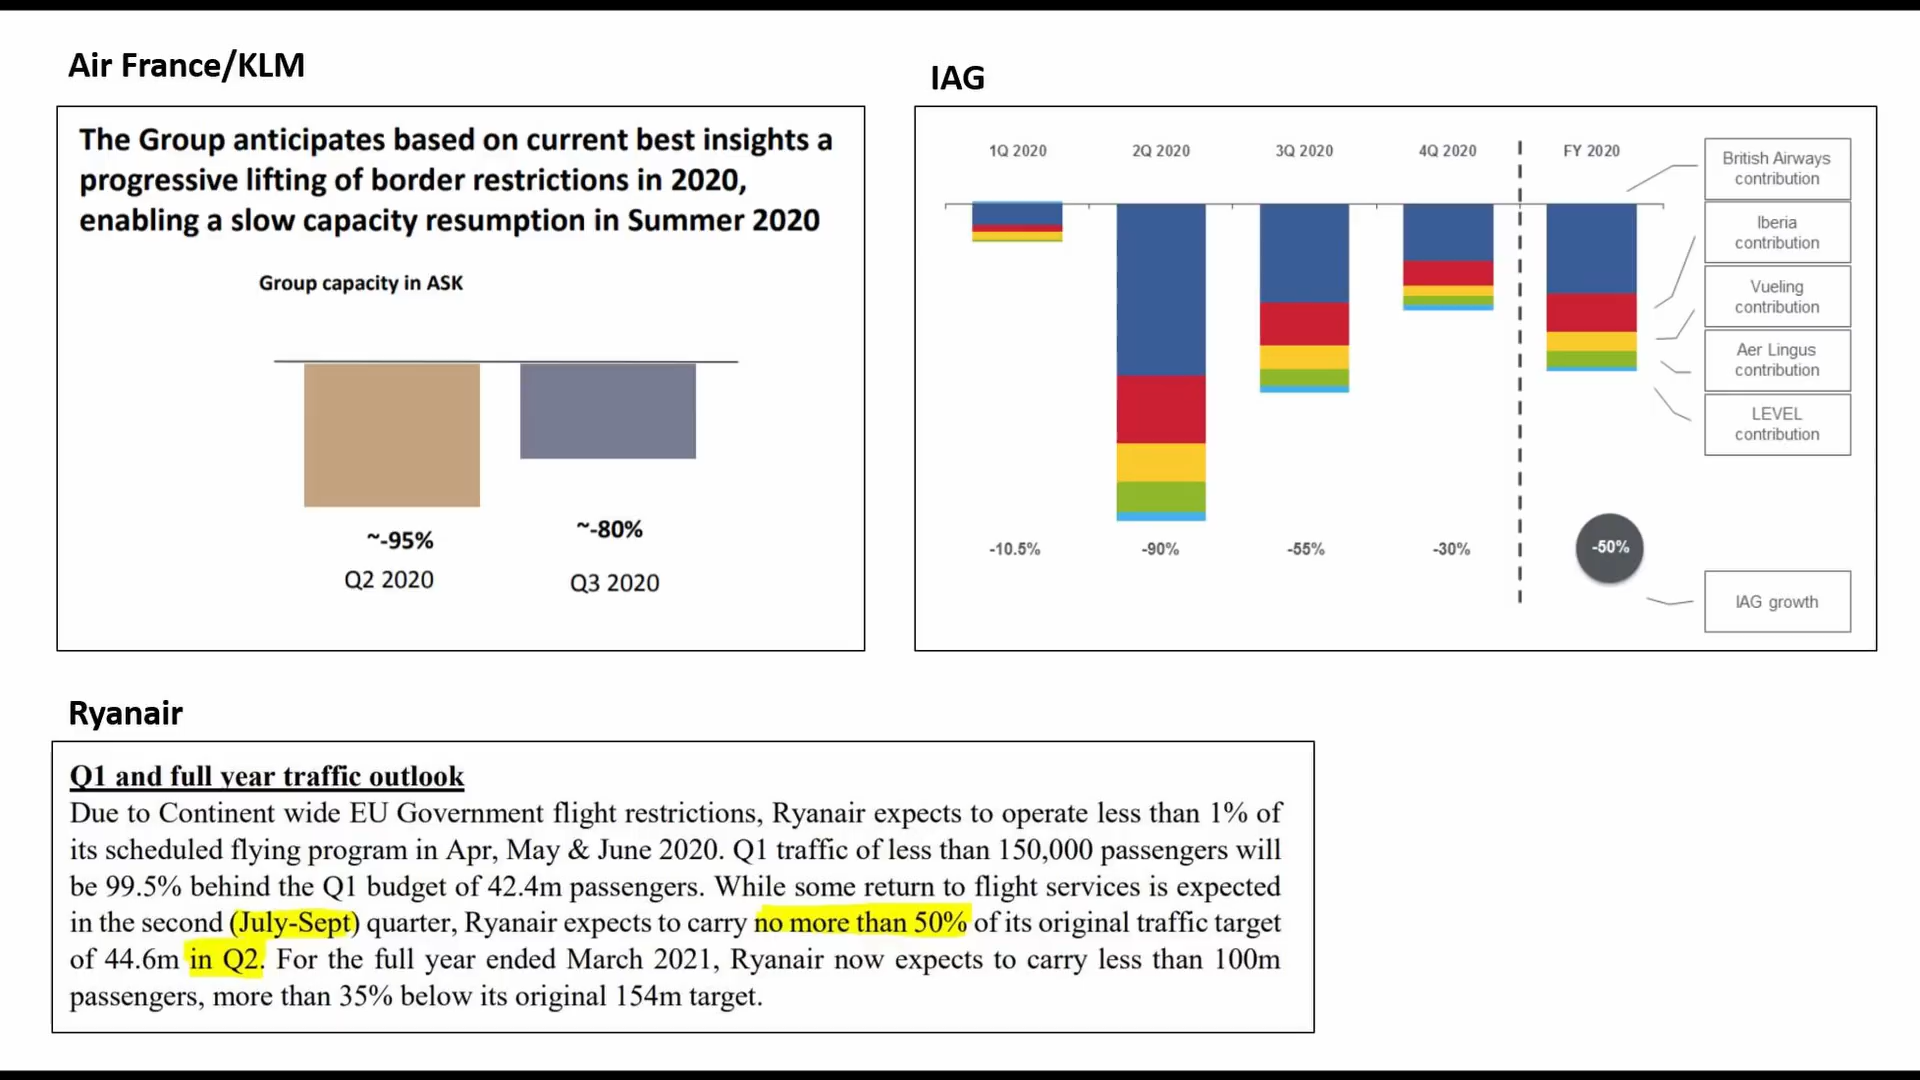 Air France/KLM
The Group anticipates based on current best insights a
progressive lifting of border restrictions in 2020,
enabling a slow capacity resumption in Summer 2020
Group capacity in ASK
~-95%
~-80%
Q2 2020
Q3 2020
IAG
1Q 2020
2Q 2020
3Q 2020
4Q 2020
FY 2020
British Airways
contribution
Iberia
contribution
Vueling
contribution
Aer Lingus
contribution
LEVEL
contribution
-10.5%
-90%
-55%
-30%
-50%
IAG growth
Ryanair
Q1 and full year traffic outlook
Due to Continent wide EU Government flight restrictions, Ryanair expects to operate less than 1% of
its scheduled flying program in Apr, May & June 2020. Q1 traffic of less than 150,000 passengers will
be 99.5% behind the Q1 budget of 42.4m passengers. While some return to flight services is expected
in the second (July-Sept) quarter, Ryanair expects to carry no more than 50% of its original traffic target
of 44.6m in Q2. For the full year ended March 2021, Ryanair now expects to carry less than 100m
passengers, more than 35% below its original 154m target.